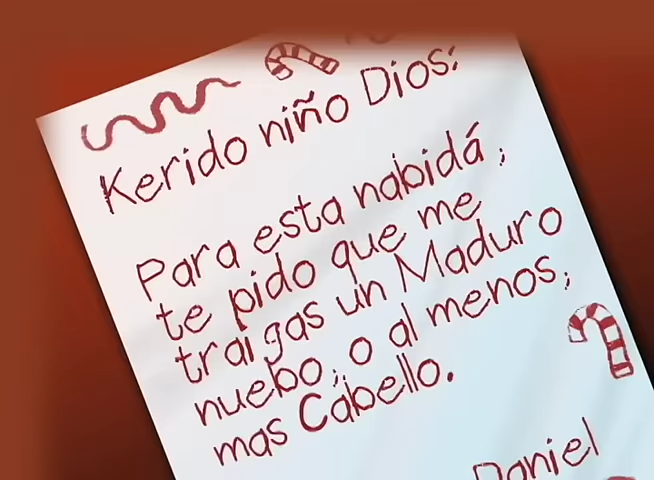 Kerido niño Dios:
Para esta nabidá;
te pido que me
traigas un Maduro
nuebo; o al menos;
mas Cabello.
Daniel